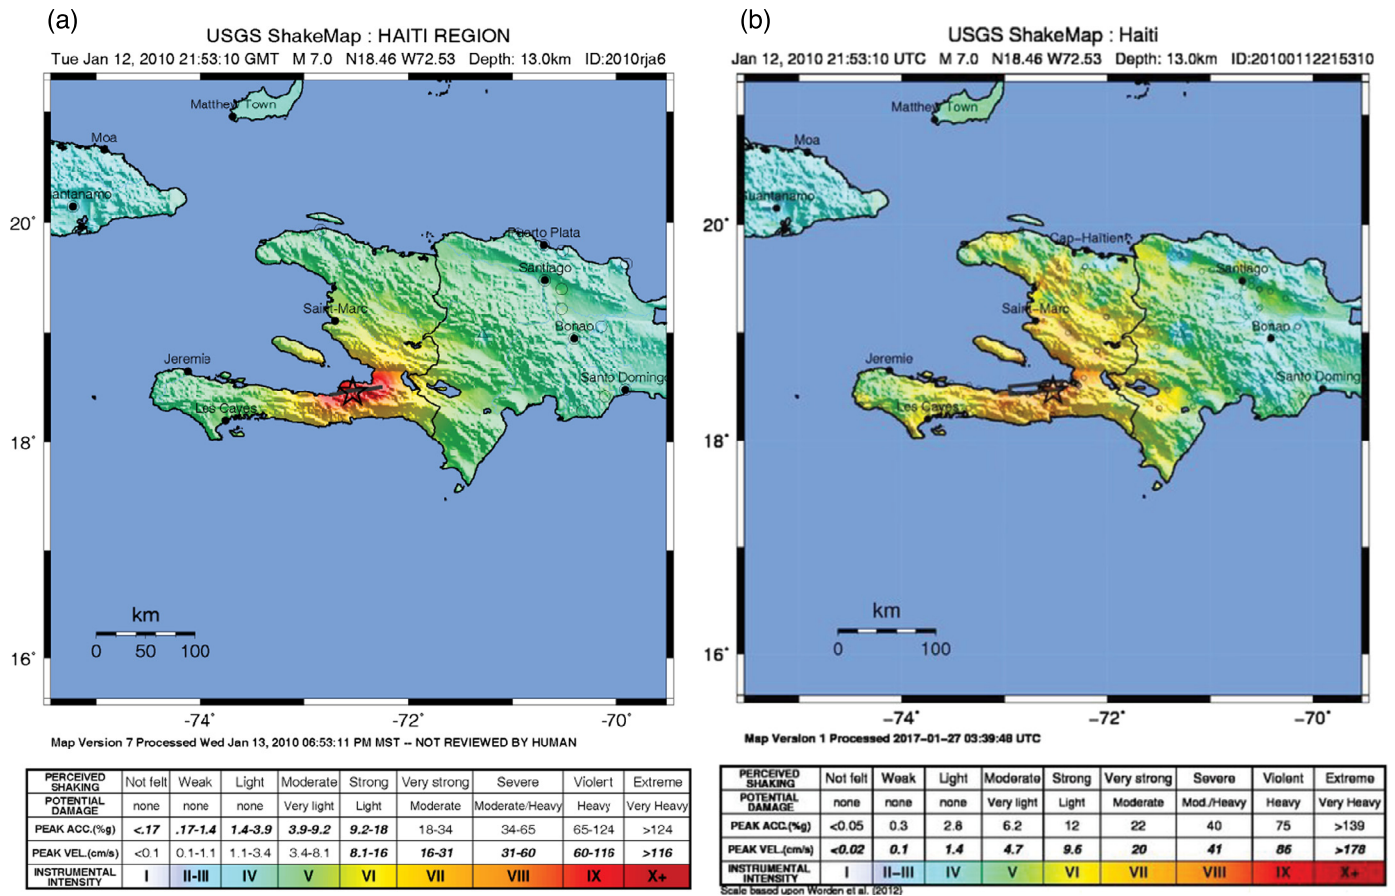 (a)
USGS ShakeMap : HAITI REGION
Tue Jan 12, 2010 21:53:10 GMT M 7.0 N18.46 W72.53 Depth: 13.0km ID:2010rja6
Matthew Town
Moa
antanamo
20˚
Puerto Plata
Santiago
Saint-Marc
Bonao
Jeremie
Santo Domingo
Les Cayes
18˚
km
0 50 100
16˚
-74˚ -72˚ -70˚
Map Version 7 Processed Wed Jan 13, 2010 06:53:11 PM MST -- NOT REVIEWED BY HUMAN
PERCEIVED SHAKING Not felt Weak Light Moderate Strong Very strong Severe Violent Extreme
POTENTIAL DAMAGE none none none Very light Light Moderate Moderate/Heavy Heavy Very Heavy
PEAK ACC.(%g) <.17 .17-1.4 1.4-3.9 3.9-9.2 9.2-18 18-34 34-65 65-124 >124
PEAK VEL.(cm/s) <0.1 0.1-1.1 1.1-3.4 3.4-8.1 8.1-16 16-31 31-60 60-116 >116
INSTRUMENTAL INTENSITY I II-III IV V VI VII VIII IX X+
(b)
USGS ShakeMap : Haiti
Jan 12, 2010 21:53:10 UTC M 7.0 N18.46 W72.53 Depth: 13.0km ID:20100112215310
Matthew Town
Moa
Guantanamo
20˚
Cap-Haïtien
Santiago
Saint-Marc
Bonao
Jeremie
Santo Doming
Les Cayes
18˚
km
0 100
16˚
-74˚ -72˚ -70˚
Map Version 1 Processed 2017-01-27 03:39:48 UTC
PERCEIVED SHAKING Not felt Weak Light Moderate Strong Very strong Severe Violent Extreme
POTENTIAL DAMAGE none none none Very light Light Moderate Mod./Heavy Heavy Very Heavy
PEAK ACC.(%g) <0.05 0.3 2.8 6.2 12 22 40 75 >139
PEAK VEL.(cm/s) <0.02 0.1 1.4 4.7 9.6 20 41 86 >178
INSTRUMENTAL INTENSITY I II-III IV V VI VII VIII IX X+
Scale based upon Worden et al. (2012)